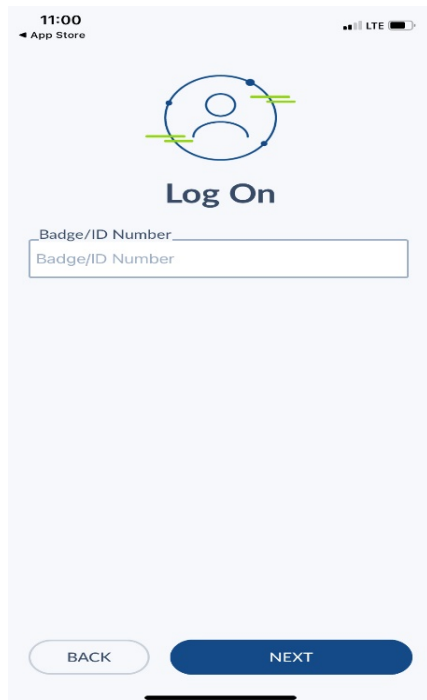 11:00
LTE
◄ App Store
Log On
Badge/ID Number
Badge/ID Number
BACK
NEXT